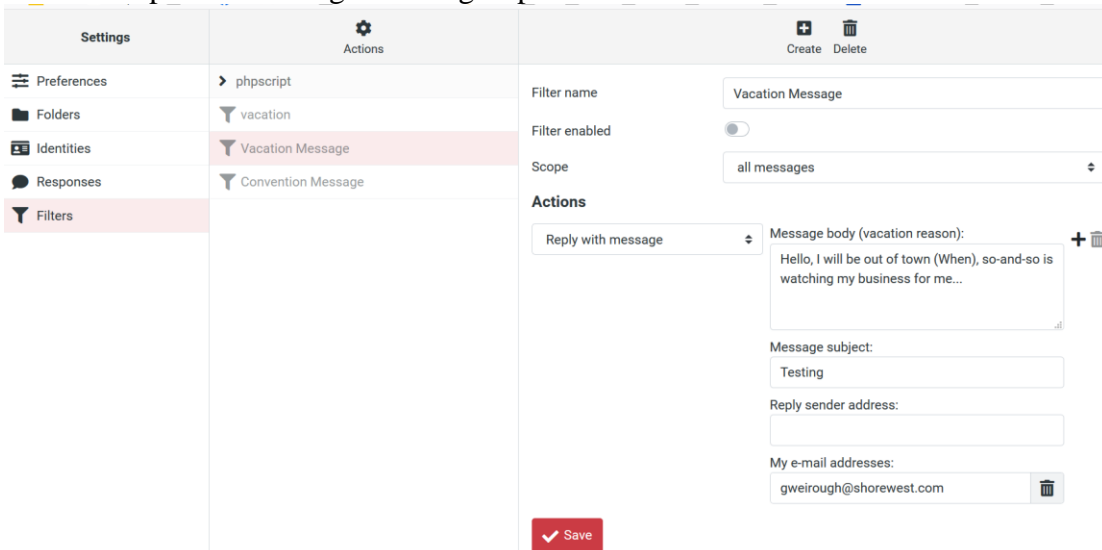 Settings
Actions
Create Delete
Preferences
Folders
Identities
Responses
Filters
phpscript
vacation
Vacation Message
Convention Message
Filter name
Vacation Message
Filter enabled
Scope
all messages
Actions
Reply with message
Message body (vacation reason):
Hello, I will be out of town (When), so-and-so is
watching my business for me...
Message subject:
Testing
Reply sender address:
My e-mail addresses:
gweirough@shorewest.com
Save